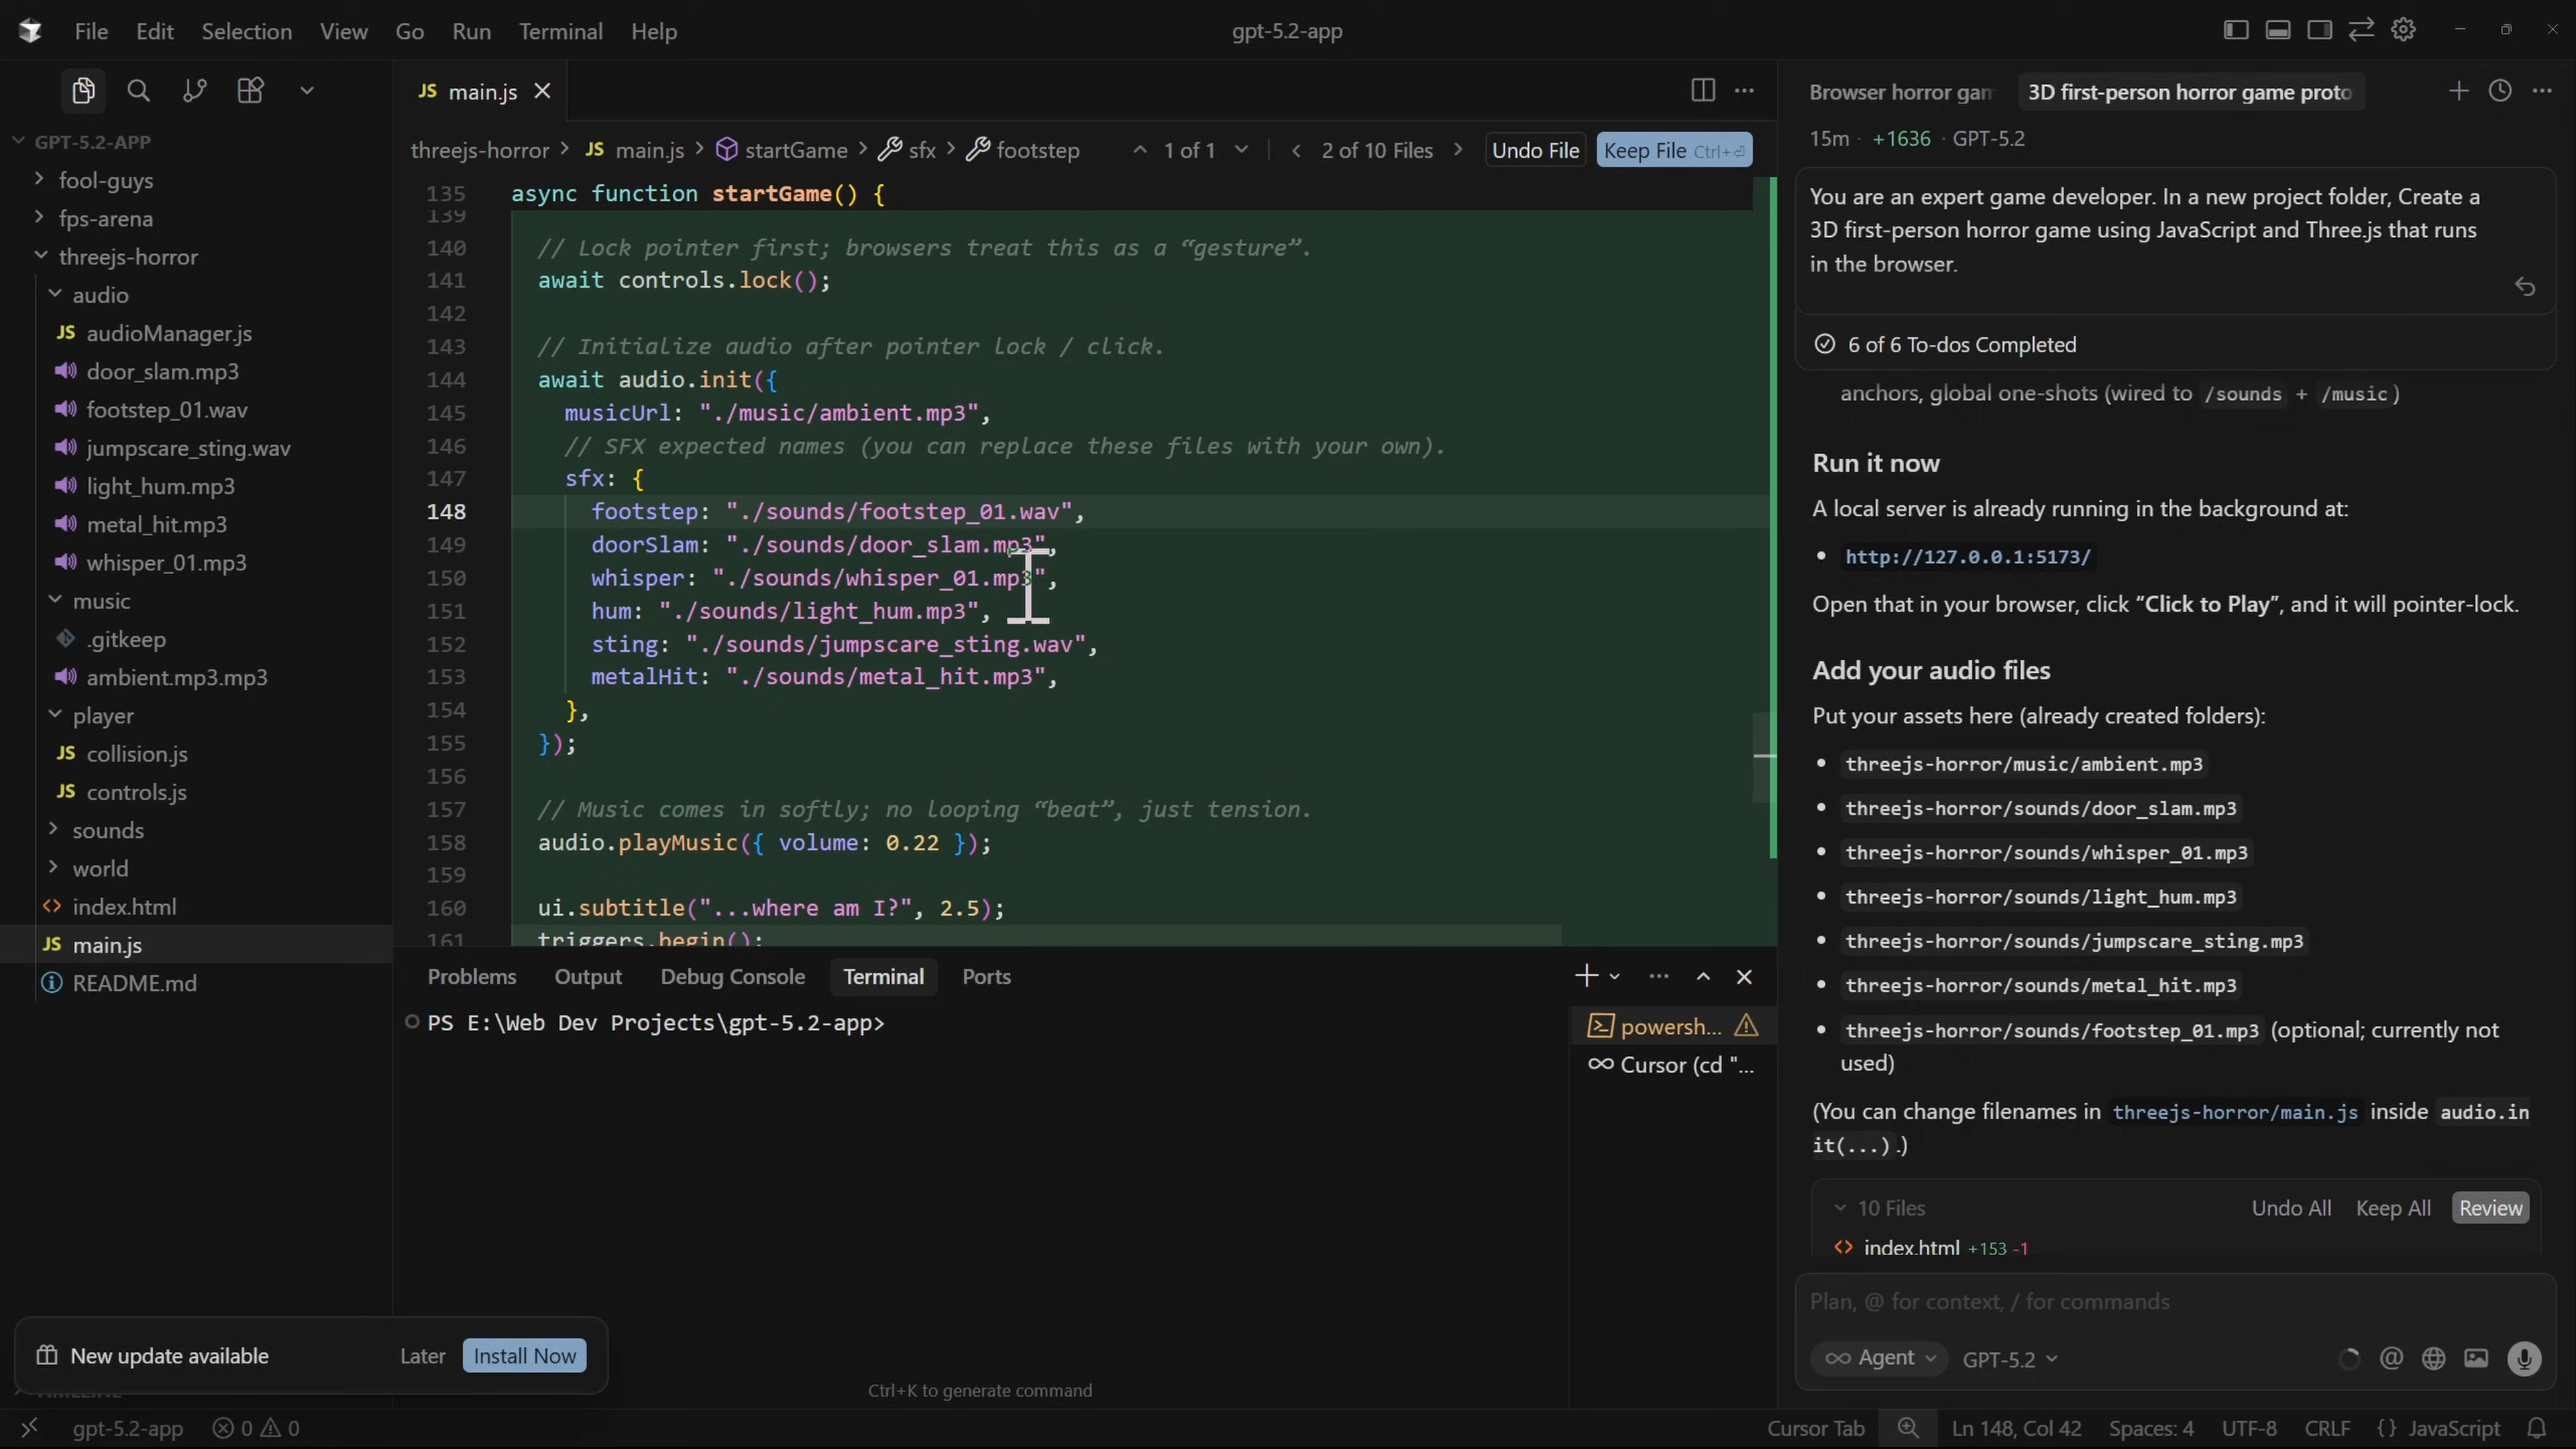 File Edit Selection View Go Run Terminal Help
gpt-5.2-app
GPT-5.2-APP
fool-guys
fps-arena
threejs-horror
audio
JS audioManager.js
door_slam.mp3
footstep_01.wav
jumpscare_sting.wav
light_hum.mp3
metal_hit.mp3
whisper_01.mp3
music
.gitkeep
ambient.mp3.mp3
player
JS collision.js
JS controls.js
sounds
world
index.html
JS main.js
README.md
New update available Later Install Now
JS main.js
threejs-horror > JS main.js > startGame > sfx > footstep 1 of 1 2 of 10 Files Undo File Keep File Ctrl+⏎
135 async function startGame() {
139
140 // Lock pointer first; browsers treat this as a “gesture”.
141 await controls.lock();
142
143 // Initialize audio after pointer lock / click.
144 await audio.init({
145 musicUrl: "./music/ambient.mp3",
146 // SFX expected names (you can replace these files with your own).
147 sfx: {
148 footstep: "./sounds/footstep_01.wav",
149 doorSlam: "./sounds/door_slam.mp3",
150 whisper: "./sounds/whisper_01.mp3",
151 hum: "./sounds/light_hum.mp3",
152 sting: "./sounds/jumpscare_sting.wav",
153 metalHit: "./sounds/metal_hit.mp3",
154 },
155 });
156
157 // Music comes in softly; no looping “beat”, just tension.
158 audio.playMusic({ volume: 0.22 });
159
160 ui.subtitle("...where am I?", 2.5);
161 triggers.begin();
Problems Output Debug Console Terminal Ports
PS E:\Web Dev Projects\gpt-5.2-app>
powersh...
Cursor (cd "...
Ctrl+K to generate command
Browser horror gam 3D first-person horror game proto
15m · +1636 · GPT-5.2
You are an expert game developer. In a new project folder, Create a
3D first-person horror game using JavaScript and Three.js that runs
in the browser.
6 of 6 To-dos Completed
anchors, global one-shots (wired to /sounds + /music)
Run it now
A local server is already running in the background at:
• http://127.0.0.1:5173/
Open that in your browser, click “Click to Play”, and it will pointer-lock.
Add your audio files
Put your assets here (already created folders):
• threejs-horror/music/ambient.mp3
• threejs-horror/sounds/door_slam.mp3
• threejs-horror/sounds/whisper_01.mp3
• threejs-horror/sounds/light_hum.mp3
• threejs-horror/sounds/jumpscare_sting.mp3
• threejs-horror/sounds/metal_hit.mp3
• threejs-horror/sounds/footstep_01.mp3 (optional; currently not
used)
(You can change filenames in threejs-horror/main.js inside audio.in
it(...).)
10 Files Undo All Keep All Review
index.html +153 -1
Plan, @ for context, / for commands
Agent GPT-5.2
gpt-5.2-app 0 0
Cursor Tab Ln 148, Col 42 Spaces: 4 UTF-8 CRLF {} JavaScript